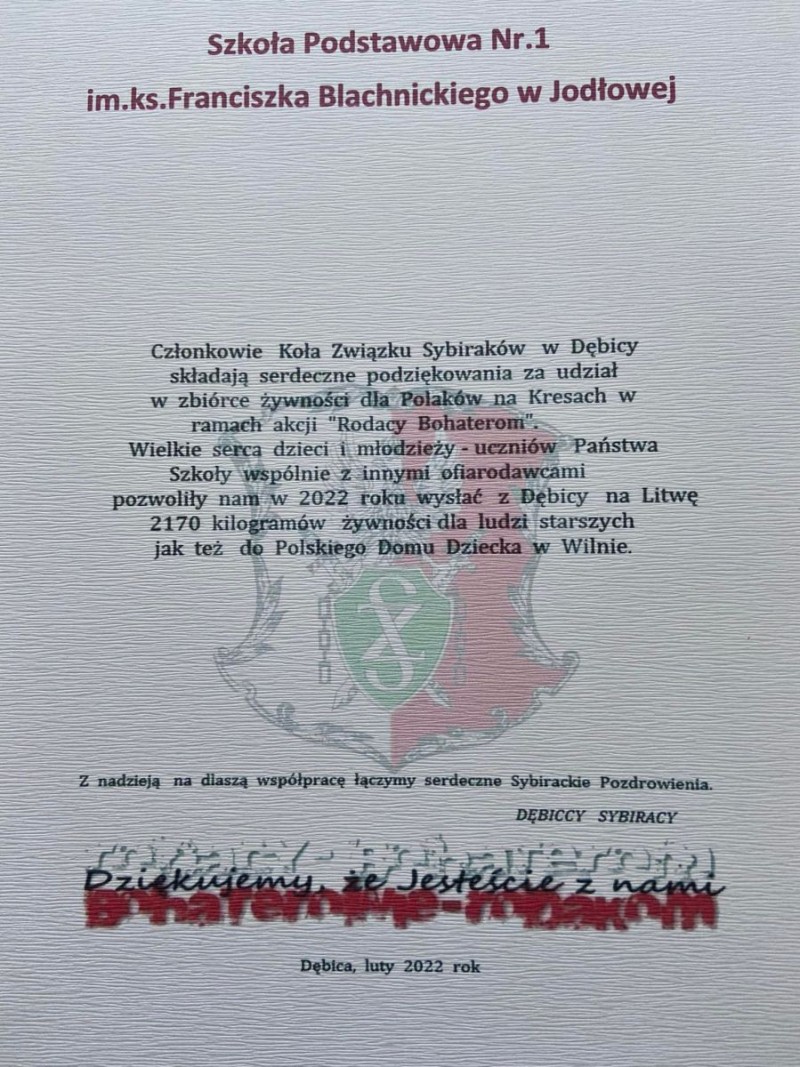 Szkoła Podstawowa Nr.1
im.ks.Franciszka Blachnickiego w Jodłowej
Członkowie Koła Związku Sybiraków w Dębicy
składają serdeczne podziękowania za udział
w zbiórce żywności dla Polaków na Kresach w
ramach akcji "Rodacy Bohaterom".
Wielkie serca dzieci i młodzieży - uczniów Państwa
Szkoły wspólnie z innymi ofiarodawcami
pozwoliły nam w 2022 roku wysłać z Dębicy na Litwę
2170 kilogramów żywności dla ludzi starszych
jak też do Polskiego Domu Dziecka w Wilnie.
Z nadzieją na dlaszą współpracę łączymy serdeczne Sybirackie Pozdrowienia.
DĘBICCY SYBIRACY
Dziękujemy, że Jesteście z nami
Dębica, luty 2022 rok